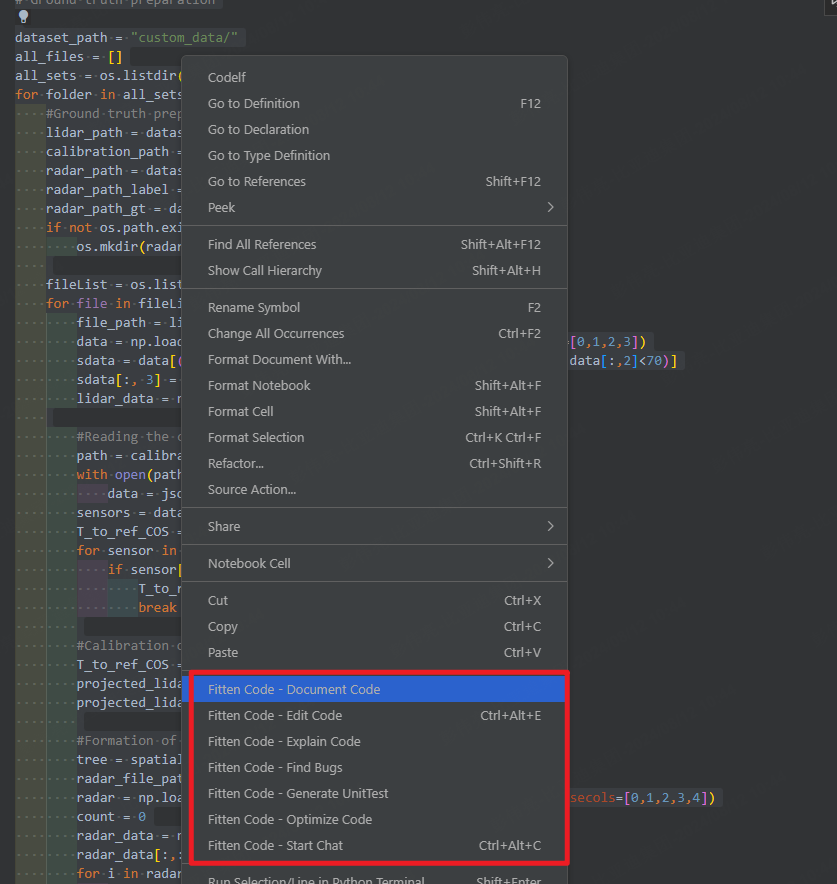 # Ground truth preparation
dataset_path = "custom_data/"
all_files = []
all_sets = os.listdir(
for folder in all_sets
#Ground truth prep
lidar_path = datas
calibration_path =
radar_path = datas
radar_path_label =
radar_path_gt = da
if not os.path.exi
os.mkdir(radar
fileList = os.list
for file in fileLi
file_path = li
data = np.load
=[0,1,2,3])
sdata = data[(
data[:,2]<70)]
sdata[:, 3] =
lidar_data = n
#Reading the c
path = calibra
with open(path
data = jso
sensors = data
T_to_ref_COS =
for sensor in
if sensor[
T_to_r
break
#Calibration c
T_to_ref_COS =
projected_lida
projected_lida
#Formation of
tree = spatial
radar_file_pat
radar = np.loa
secols=[0,1,2,3,4])
count = 0
radar_data = n
radar_data[:,:
for i in radar
CodeIf
Go to Definition F12
Go to Declaration
Go to Type Definition
Go to References Shift+F12
Peek
Find All References Shift+Alt+F12
Show Call Hierarchy Shift+Alt+H
Rename Symbol F2
Change All Occurrences Ctrl+F2
Format Document With...
Format Notebook Shift+Alt+F
Format Cell Shift+Alt+F
Format Selection Ctrl+K Ctrl+F
Refactor... Ctrl+Shift+R
Source Action...
Share
Notebook Cell
Cut Ctrl+X
Copy Ctrl+C
Paste Ctrl+V
Fitten Code - Document Code
Fitten Code - Edit Code Ctrl+Alt+E
Fitten Code - Explain Code
Fitten Code - Find Bugs
Fitten Code - Generate UnitTest
Fitten Code - Optimize Code
Fitten Code - Start Chat Ctrl+Alt+C
Run Selection/Line in Python Terminal Shift+Enter